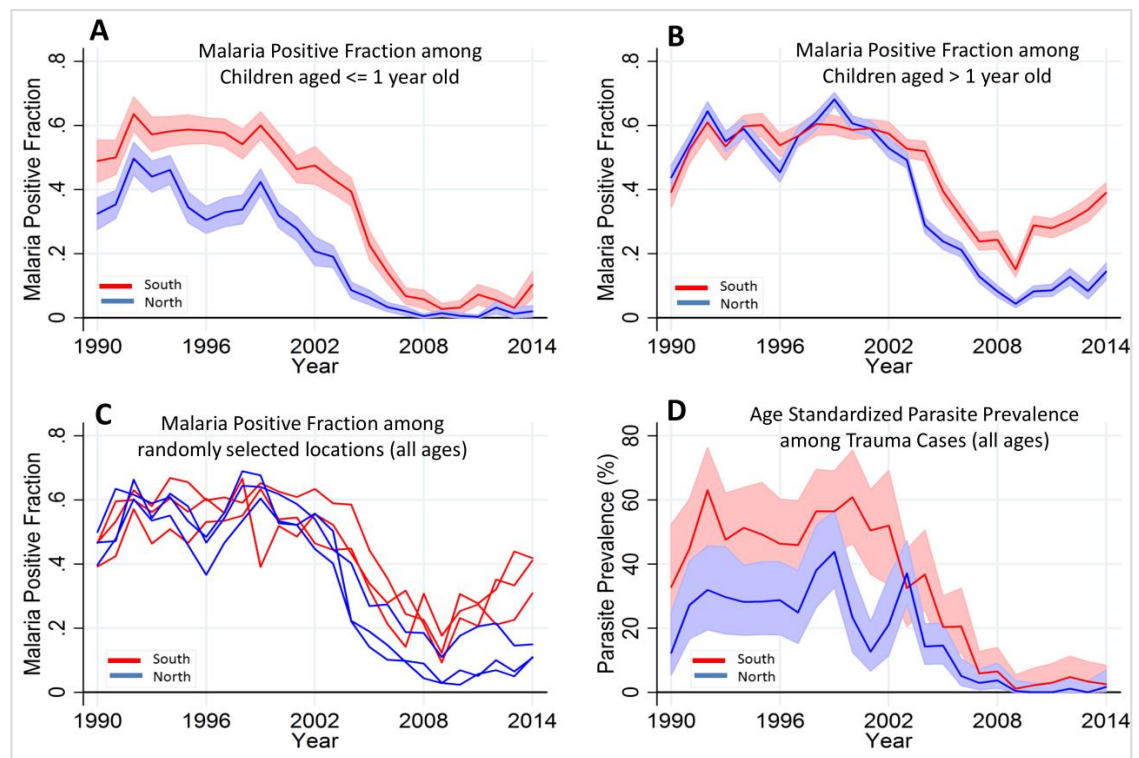 A
Malaria Positive Fraction among
Children aged <= 1 year old
Malaria Positive Fraction
.8
.6
.4
.2
0
South
North
1990
1996
2002
2008
2014
Year
B
Malaria Positive Fraction among
Children aged > 1 year old
Malaria Positive Fraction
.8
.6
.4
.2
0
South
North
1990
1996
2002
2008
2014
Year
C
Malaria Positive Fraction among
randomly selected locations (all ages)
Malaria Positive Fraction
.8
.6
.4
.2
0
South
North
1990
1996
2002
2008
2014
Year
D
Age Standardized Parasite Prevalence
among Trauma Cases (all ages)
Parasite Prevalence (%)
80
60
40
20
0
South
North
1990
1996
2002
2008
2014
Year